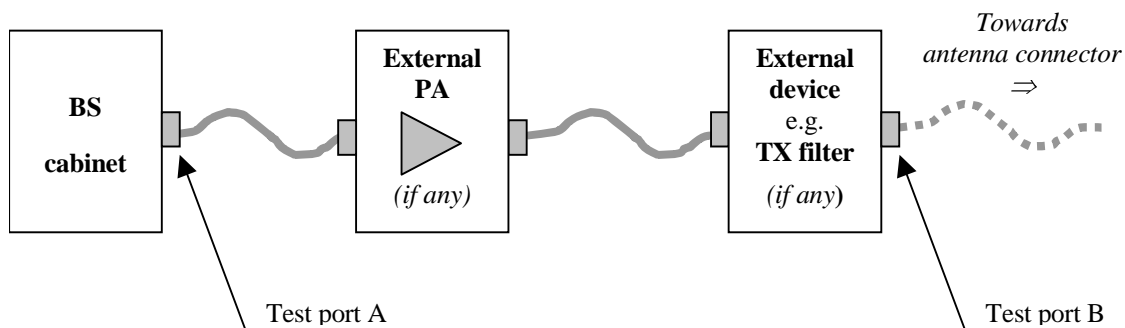 BS
cabinet
External
PA
(if any)
External
device
e.g.
TX filter
(if any)
Towards
antenna connector
⇒
Test port A
Test port B